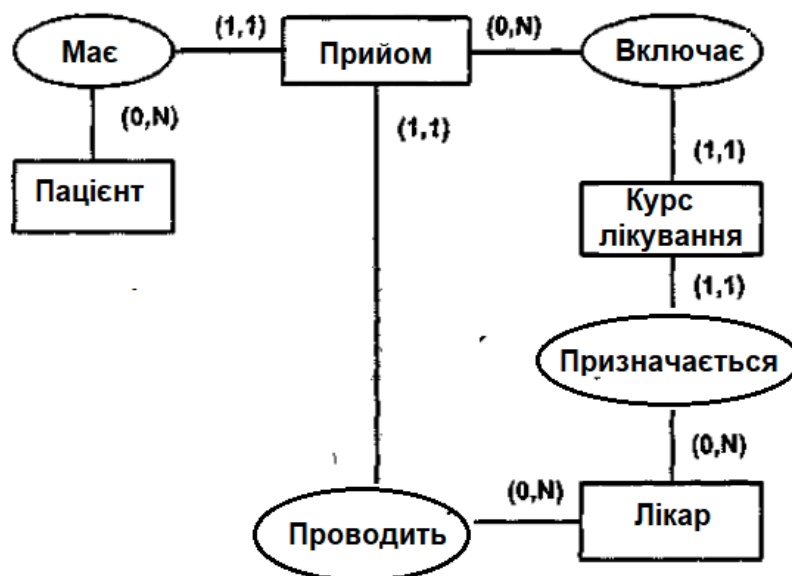 Має
(1,1)
Прийом
(0,N)
Включає
(0,N)
(1,1)
(1,1)
Пацієнт
Курс
лікування
(1,1)
Призначається
(0,N)
(0,N)
Лікар
Проводить